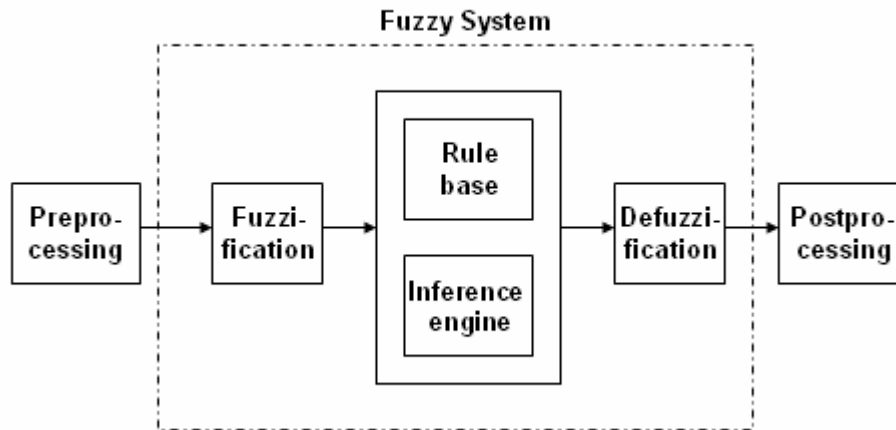 Fuzzy System
Prepro-
cessing
Fuzzi-
fication
Rule
base
Inference
engine
Defuzzi-
fication
Postpro-
cessing